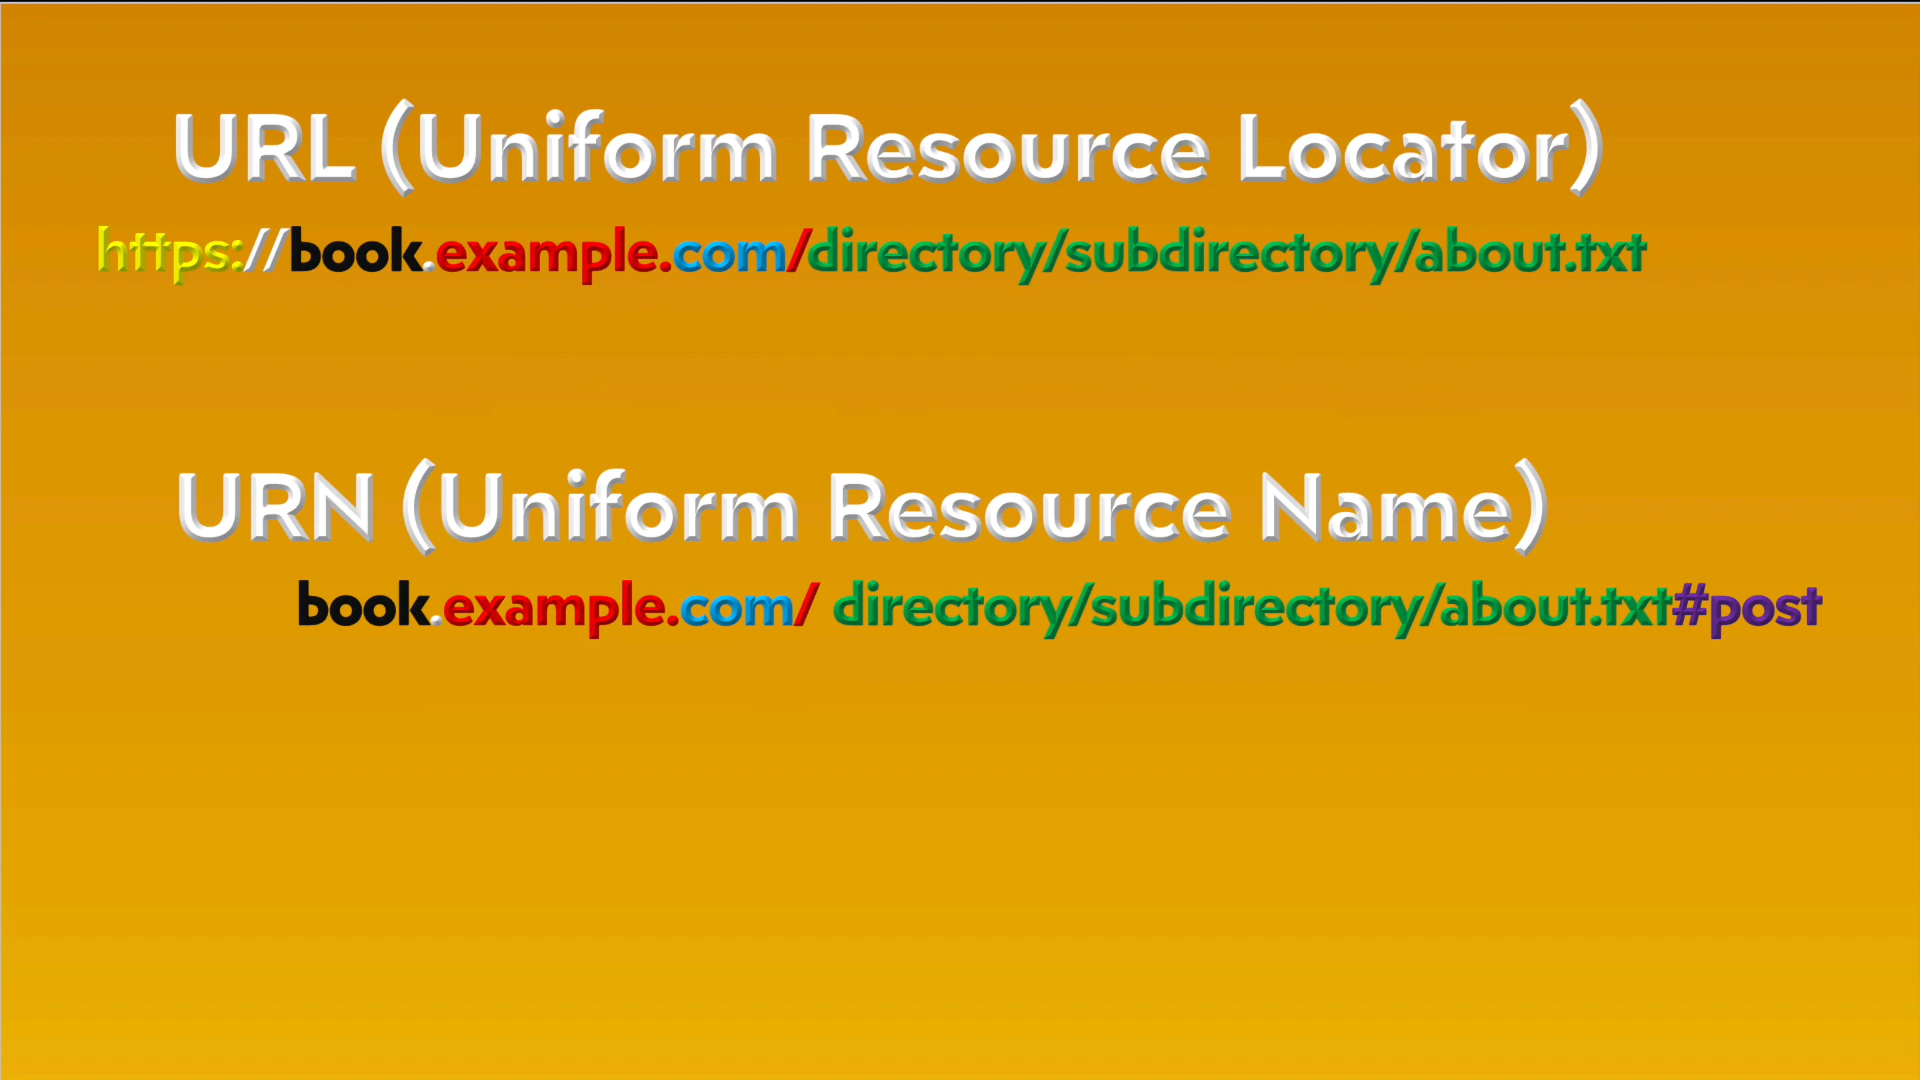 URL (Uniform Resource Locator)
https://book.example.com/directory/subdirectory/about.txt
URN (Uniform Resource Name)
book.example.com/ directory/subdirectory/about.txt#post